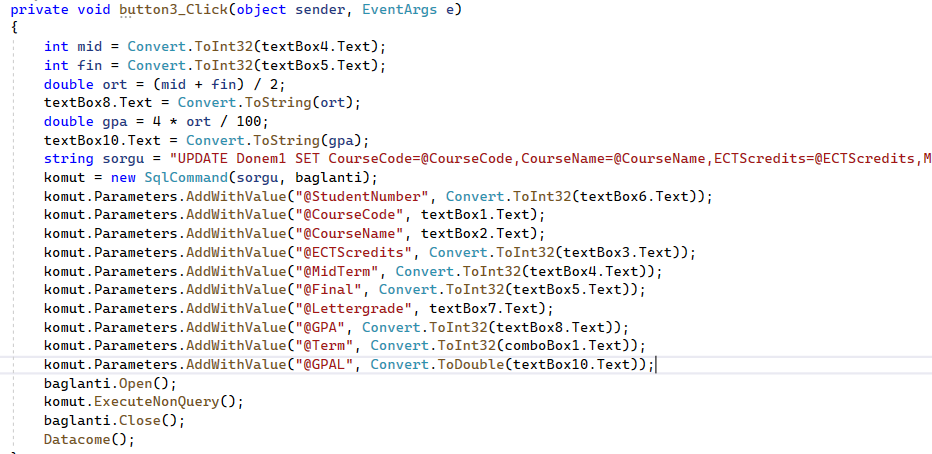 private void button3_Click(object sender, EventArgs e)
{
int mid = Convert.ToInt32(textBox4.Text);
int fin = Convert.ToInt32(textBox5.Text);
double ort = (mid + fin) / 2;
textBox8.Text = Convert.ToString(ort);
double gpa = 4 * ort / 100;
textBox10.Text = Convert.ToString(gpa);
string sorgu = "UPDATE Donem1 SET CourseCode=@CourseCode,CourseName=@CourseName,ECTScredits=@ECTScredits,M
komut = new SqlCommand(sorgu, baglanti);
komut.Parameters.AddWithValue("@StudentNumber", Convert.ToInt32(textBox6.Text));
komut.Parameters.AddWithValue("@CourseCode", textBox1.Text);
komut.Parameters.AddWithValue("@CourseName", textBox2.Text);
komut.Parameters.AddWithValue("@ECTScredits", Convert.ToInt32(textBox3.Text));
komut.Parameters.AddWithValue("@MidTerm", Convert.ToInt32(textBox4.Text));
komut.Parameters.AddWithValue("@Final", Convert.ToInt32(textBox5.Text));
komut.Parameters.AddWithValue("@Lettergrade", textBox7.Text);
komut.Parameters.AddWithValue("@GPA", Convert.ToInt32(textBox8.Text));
komut.Parameters.AddWithValue("@Term", Convert.ToInt32(comboBox1.Text));
komut.Parameters.AddWithValue("@GPAL", Convert.ToDouble(textBox10.Text));
baglanti.Open();
komut.ExecuteNonQuery();
baglanti.Close();
Datacome();